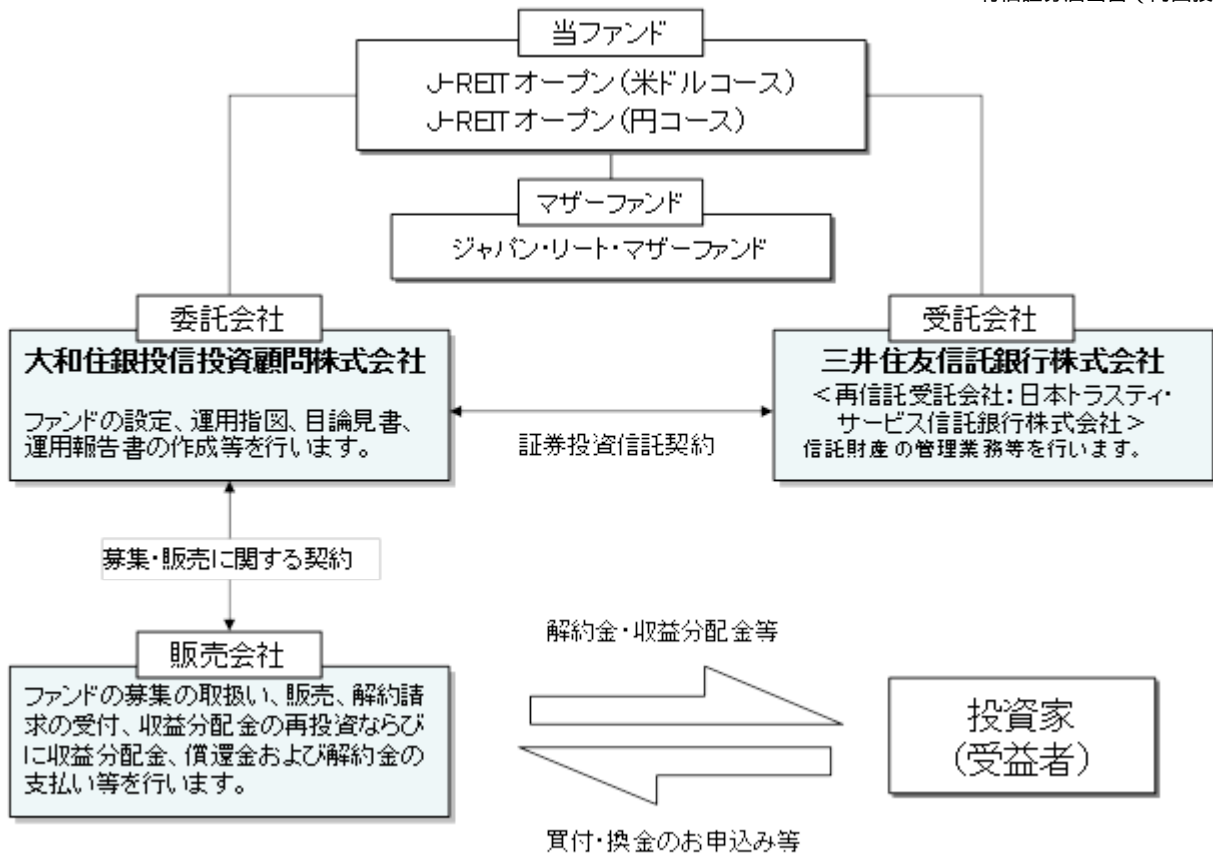 当ファンド
J-REITオープン(米ドルコース)
J-REITオープン(円コース)
マザーファンド
ジャパン・リート・マザーファンド
委託会社
大和住銀投信投資顧問株式会社
ファンドの設定、運用指図、目論見書、
運用報告書の作成等を行います。
証券投資信託契約
受託会社
三井住友信託銀行株式会社
<再信託受託会社:日本トラスティ・
サービス信託銀行株式会社>
信託財産の管理業務等を行います。
募集・販売に関する契約
販売会社
ファンドの募集の取扱い、販売、解約請
求の受付、収益分配金の再投資ならび
に収益分配金、償還金および解約金の
支払い等を行います。
解約金・収益分配金等
買付・換金のお申込み等
投資家
(受益者)